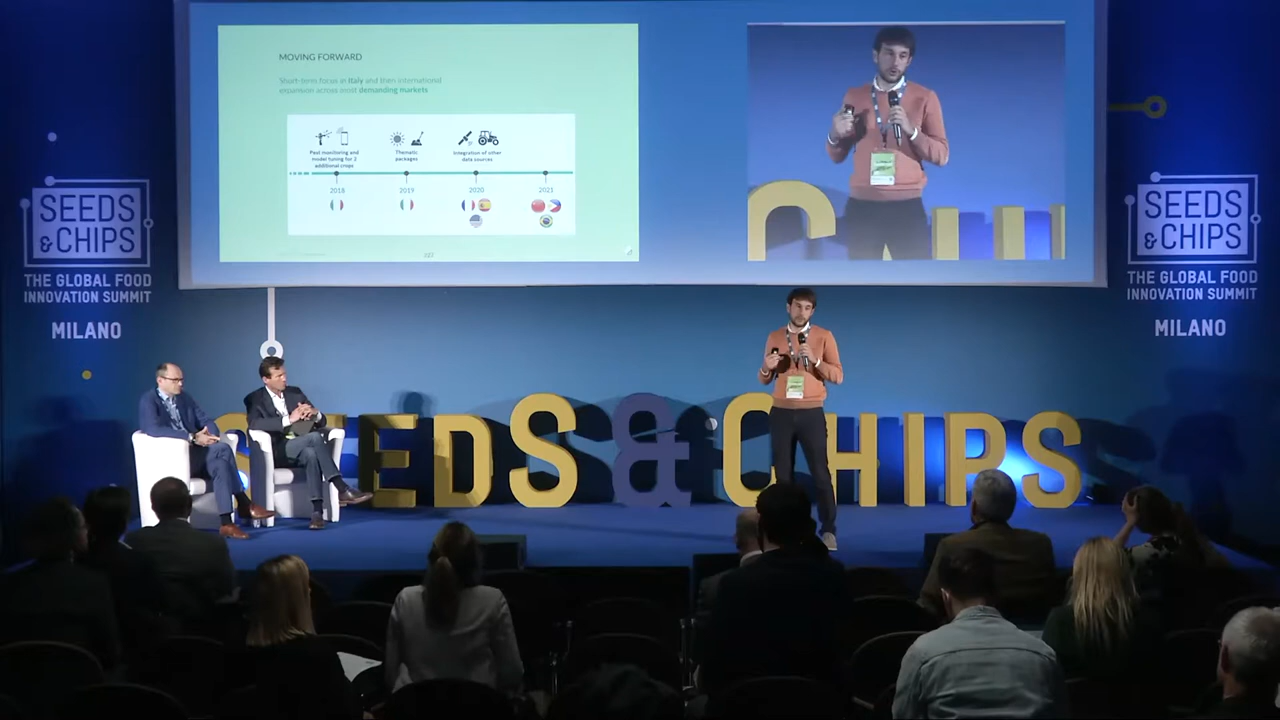 MOVING FORWARD
Short-term focus in Italy and then international
expansion across most demanding markets
Pest monitoring and
model tuning for 2
additional crops
Thematic
packages
Integration of other
data sources
2018
2019
2020
2021
SEEDS
&CHIPS
THE GLOBAL FOOD
INNOVATION SUMMIT
MILANO
SEEDS
&CHIPS
THE GLOBAL FOOD
INNOVATION SUMMIT
MILANO
SEEDS&CHIPS